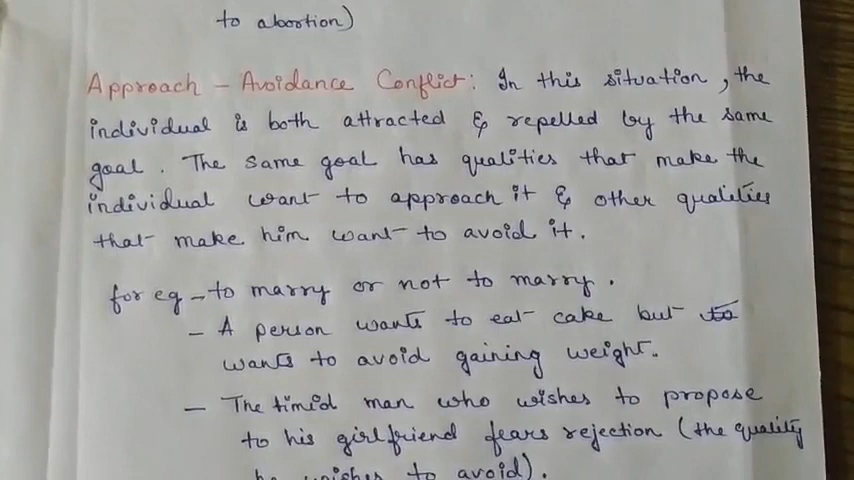 to abortion)
Approach - Avoidance Conflict: In this situation, the
individual is both attracted & repelled by the same
goal. The same goal has qualities that make the
individual want to approach it & other qualities
that make him want to avoid it.
for eg - to marry or not to marry.
- A person wants to eat cake but to
wants to avoid gaining weight.
- The timid man who wishes to propose
to his girlfriend fears rejection (the quality
he wishes to avoid).